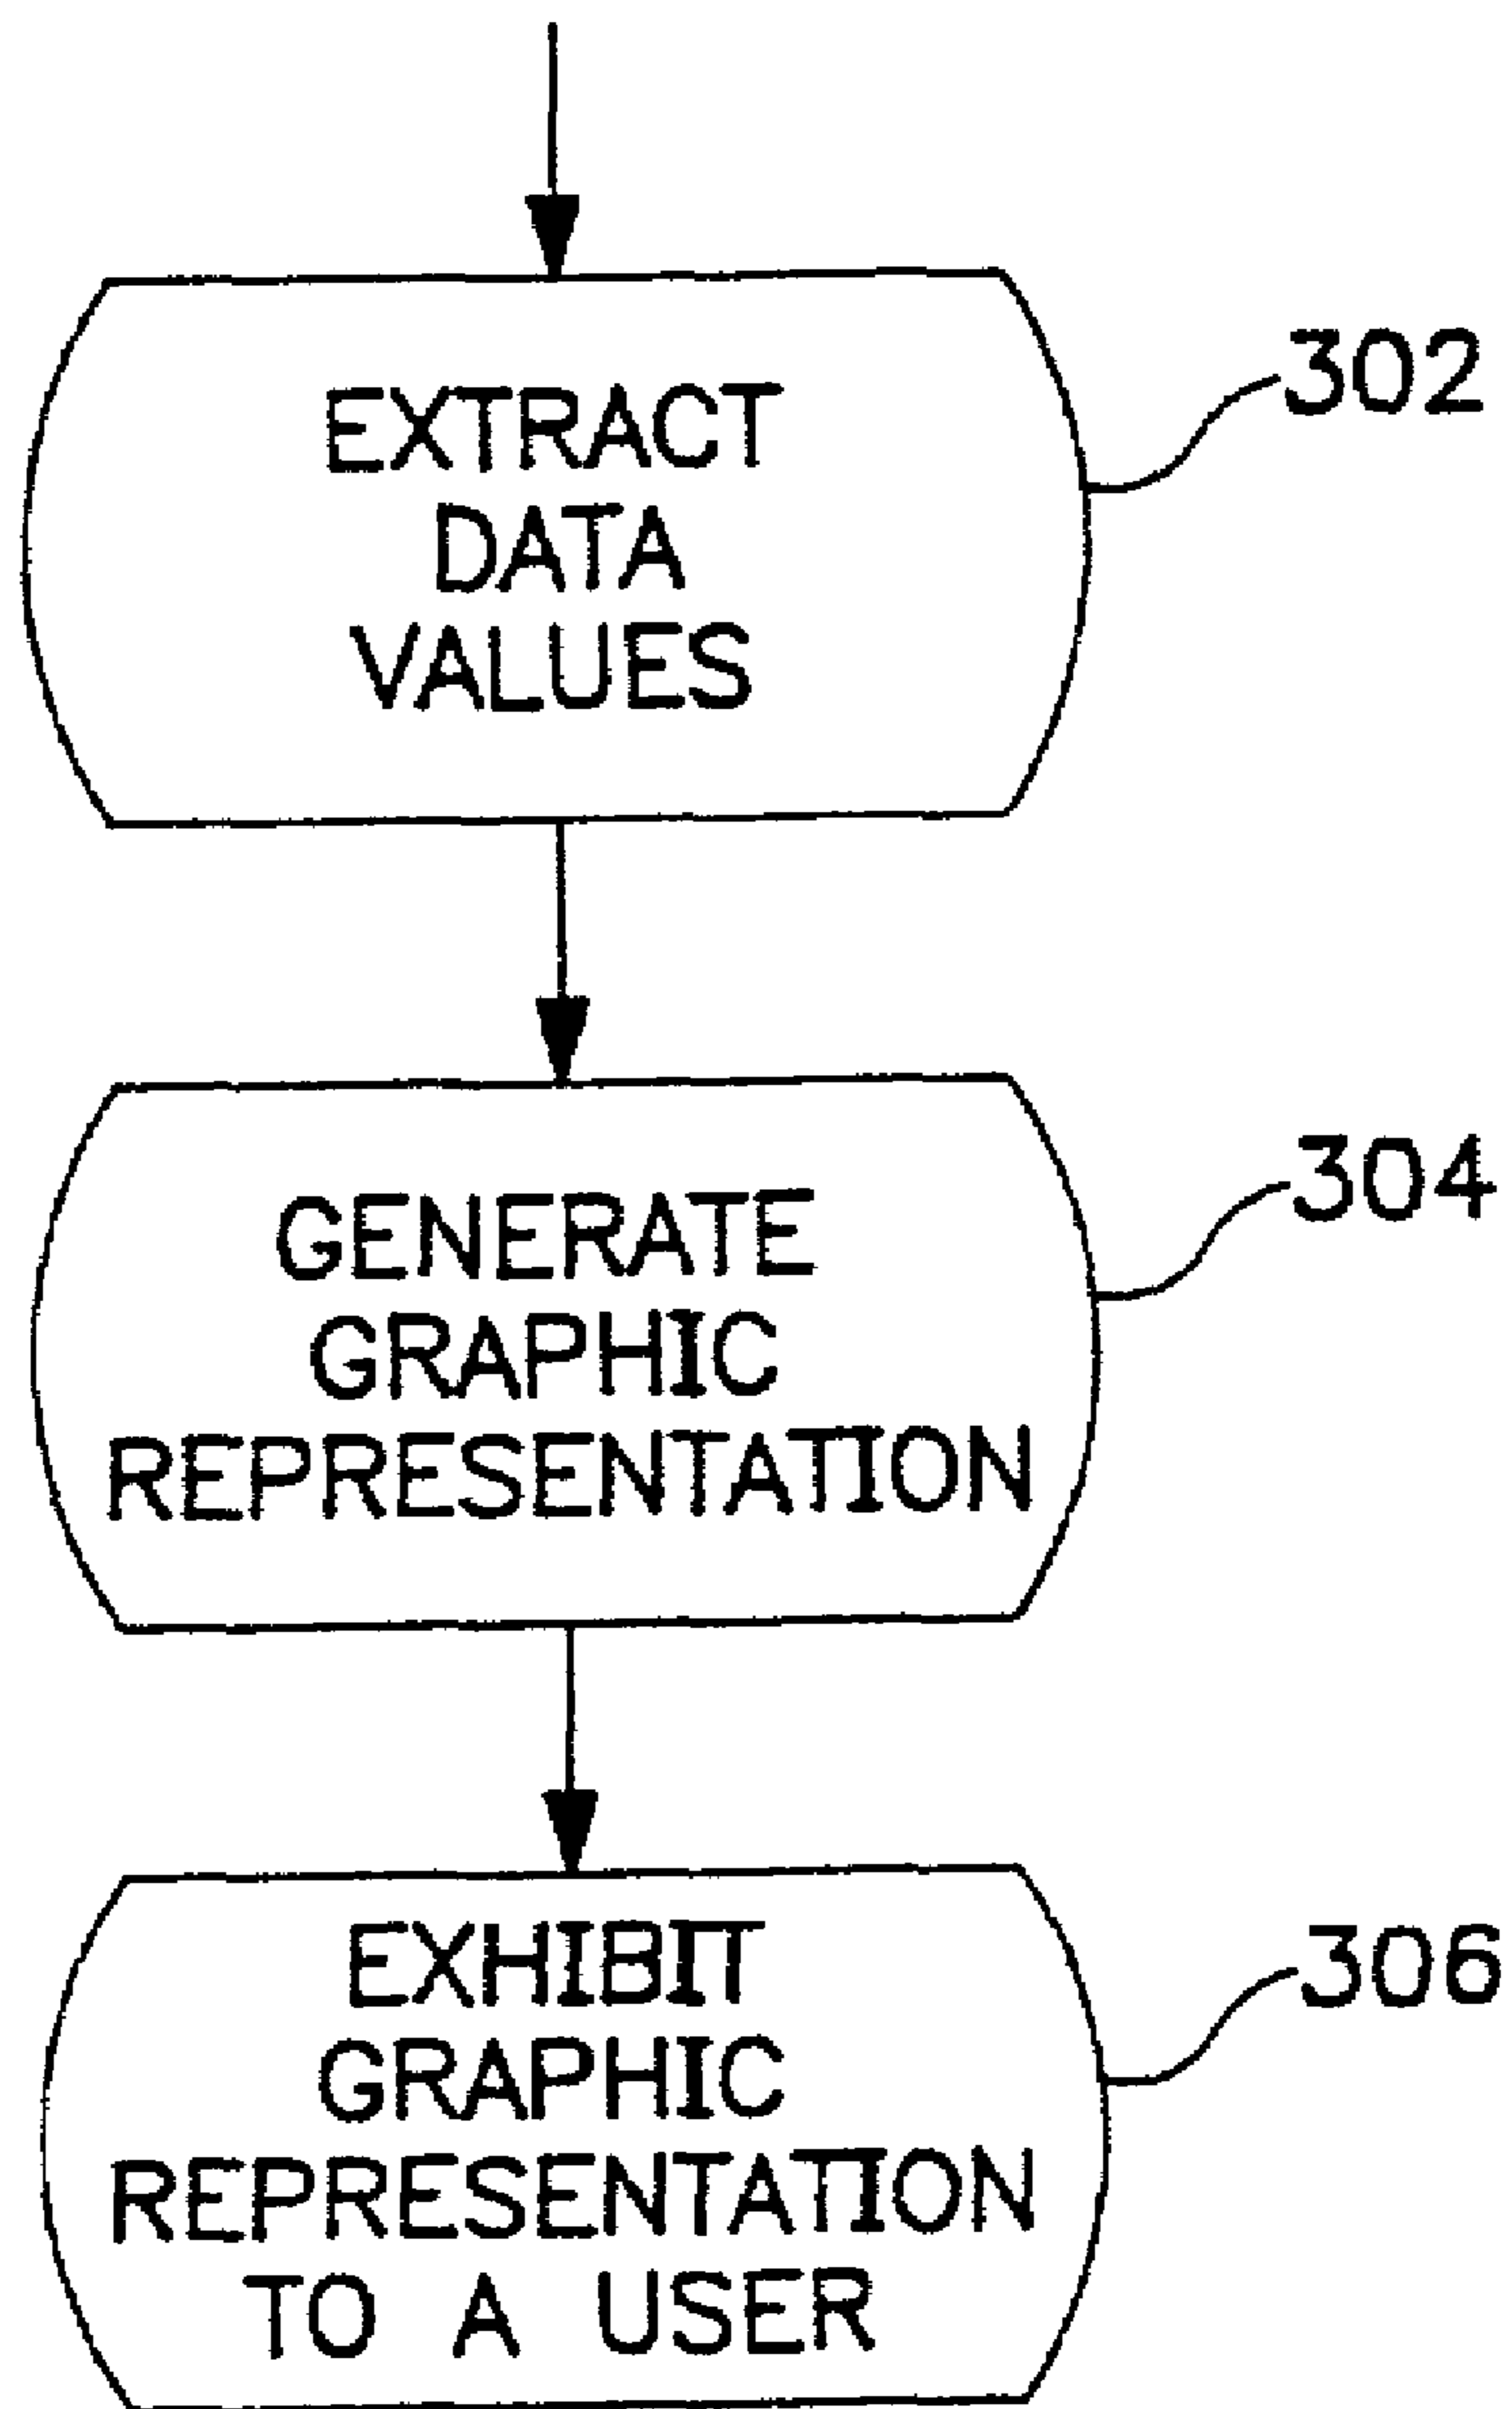 EXTRACT
DATA
VALUES
302
GENERATE
GRAPHIC
REPRESENTATION
304
EXHIBIT
GRAPHIC
REPRESENTATION
TO A USER
306